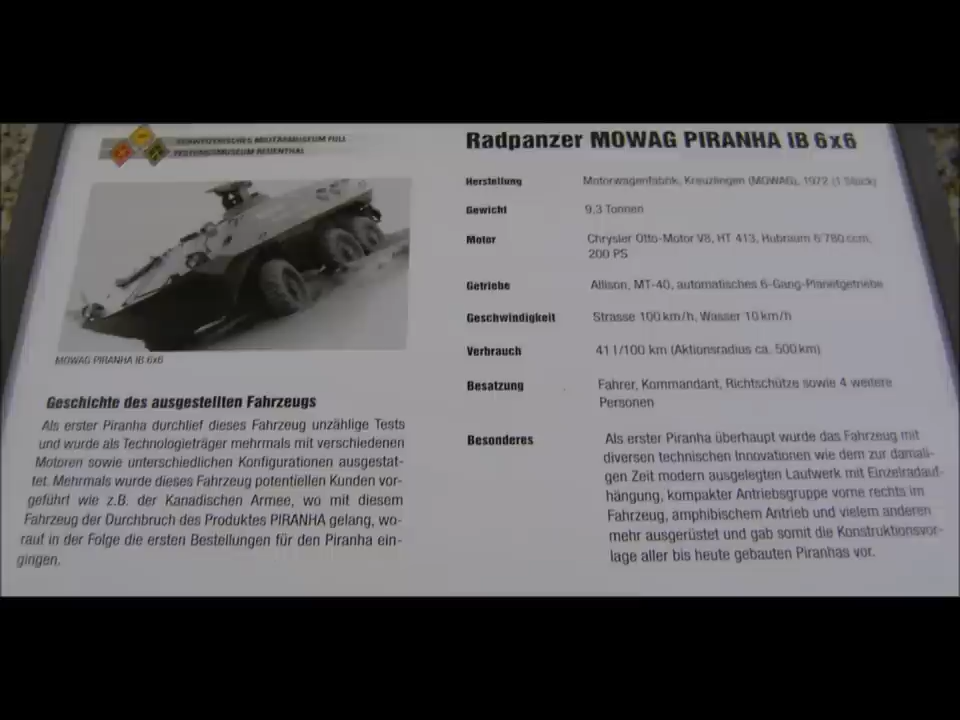 SCHWEIZERISCHES MILITÄRMUSEUM FULL
FESTUNGSMUSEUM REUENTHAL
MOWAG PIRANHA IB 6x6
Geschichte des ausgestellten Fahrzeugs
Als erster Piranha durchlief dieses Fahrzeug unzählige Tests
und wurde als Technologieträger mehrmals mit verschiedenen
Motoren sowie unterschiedlichen Konfigurationen ausgestat-
tet. Mehrmals wurde dieses Fahrzeug potentiellen Kunden vor-
geführt wie z.B. der Kanadischen Armee, wo mit diesem
Fahrzeug der Durchbruch des Produktes PIRANHA gelang, wo-
rauf in der Folge die ersten Bestellungen für den Piranha ein-
gingen.
Radpanzer MOWAG PIRANHA IB 6x6
Herstellung Motorwagenfabrik, Kreuzlingen (MOWAG), 1972 (1 Stück)
Gewicht 9,3 Tonnen
Motor Chrysler Otto-Motor V8, HT 413, Hubraum 6'780 ccm,
200 PS
Getriebe Allison, MT-40, automatisches 6-Gang-Planetgetriebe
Geschwindigkeit Strasse 100 km/h, Wasser 10 km/h
Verbrauch 41 l/100 km (Aktionsradius ca. 500 km)
Besatzung Fahrer, Kommandant, Richtschütze sowie 4 weitere
Personen
Besonderes Als erster Piranha überhaupt wurde das Fahrzeug mit
diversen technischen Innovationen wie dem zur damali-
gen Zeit modern ausgelegten Laufwerk mit Einzelradauf-
hängung, kompakter Antriebsgruppe vorne rechts im
Fahrzeug, amphibischem Antrieb und vielem anderen
mehr ausgerüstet und gab somit die Konstruktionsvor-
lage aller bis heute gebauten Piranhas vor.